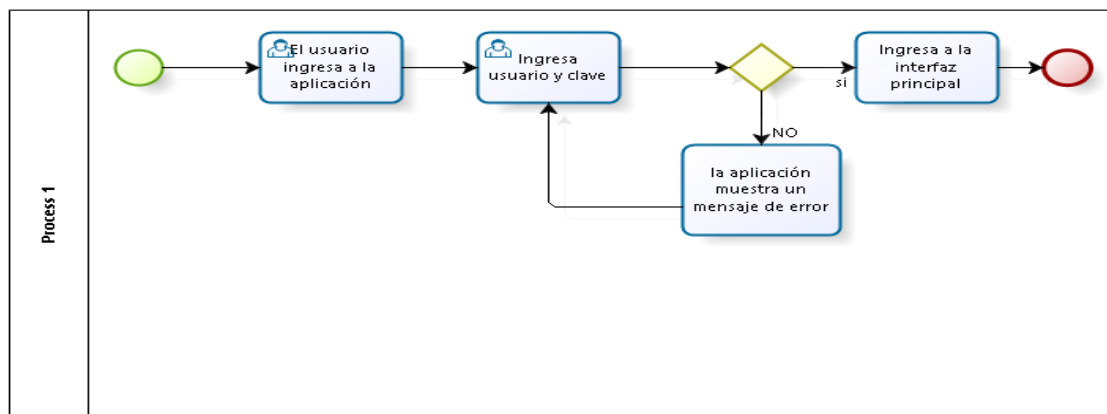 Process 1
El usuario
ingresa a la
aplicación
Ingresa
usuario y clave
si
Ingresa a la
interfaz
principal
NO
la aplicación
muestra un
mensaje de error